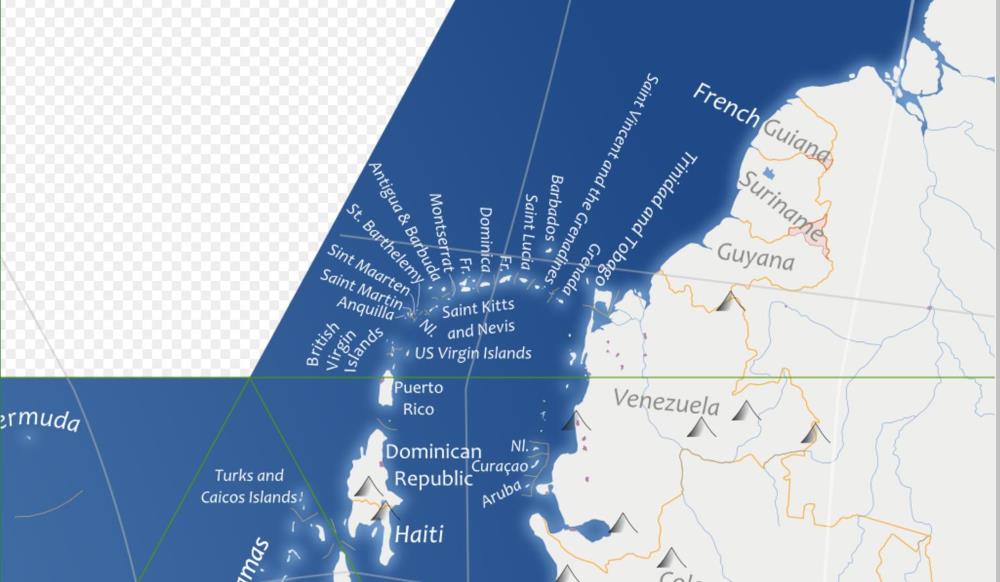 Saint Vincent and the Grenadines
French Guiana
Suriname
Guyana
Trinidad and Tobago
Grenada
Barbados
Saint Lucia
Fr.
Dominica
Fr.
Montserrat
Antigua & Barbuda
St. Barthelemy
Sint Maarten
Saint Martin
Anquilla
Nl.
Saint Kitts
and Nevis
British
Virgin
Islands
US Virgin Islands
Puerto
Rico
Venezuela
ermuda
Dominican
Republic
Nl.
Curaçao
Aruba
Turks and
Caicos Islands
Haiti
mas
Colo